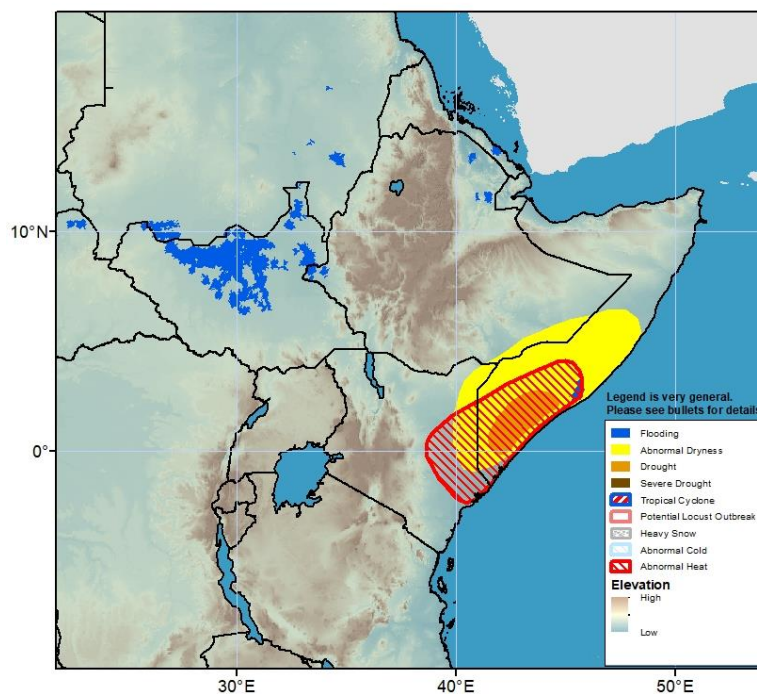 10°N
0°
Legend is very general.
Please see bullets for details
Flooding
Abnormal Dryness
Drought
Severe Drought
Tropical Cyclone
Potential Locust Outbreak
Heavy Snow
Abnormal Cold
Abnormal Heat
Elevation
High
Low
30°E
40°E
50°E